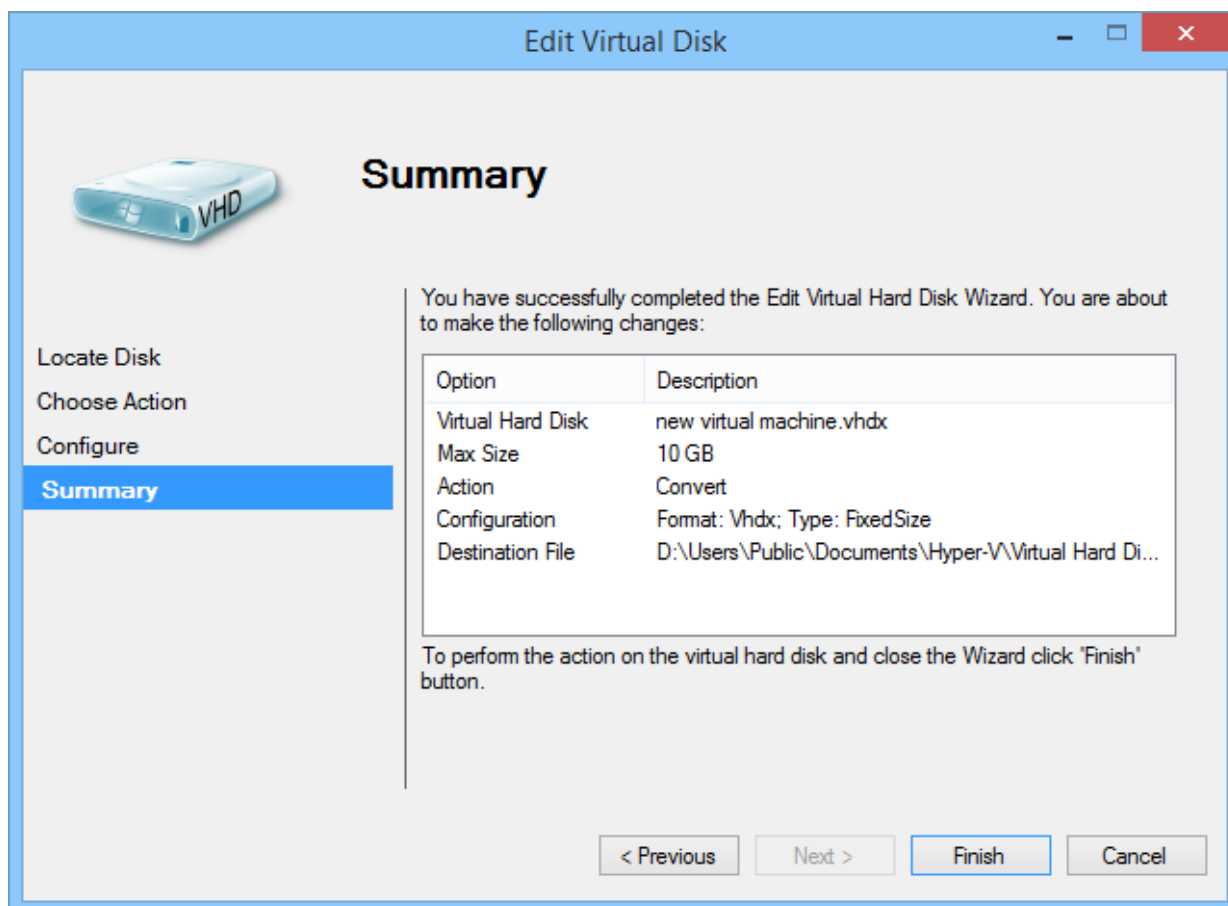 Edit Virtual Disk
VHD
Summary
Locate Disk
Choose Action
Configure
Summary
You have successfully completed the Edit Virtual Hard Disk Wizard. You are about
to make the following changes:
Option Description
Virtual Hard Disk new virtual machine.vhdx
Max Size 10 GB
Action Convert
Configuration Format: Vhdx; Type: FixedSize
Destination File D:\Users\Public\Documents\Hyper-V\Virtual Hard Di...
To perform the action on the virtual hard disk and close the Wizard click 'Finish'
button.
< Previous Next > Finish Cancel